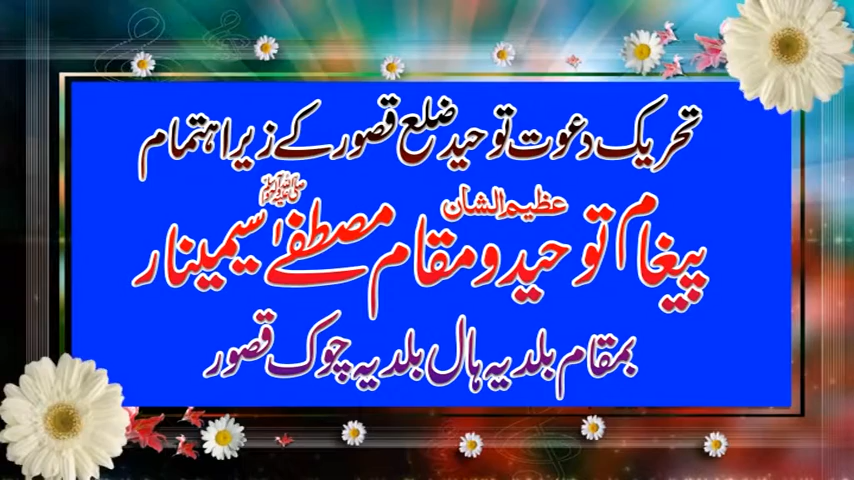 تحریک دعوت توحید ضلع قصور کے زیر اہتمام
عظیم الشان
پیغام توحید و مقام مصطفےٰ ﷺ سیمینار
بمقام بلدیہ ہال بلدیہ چوک قصور